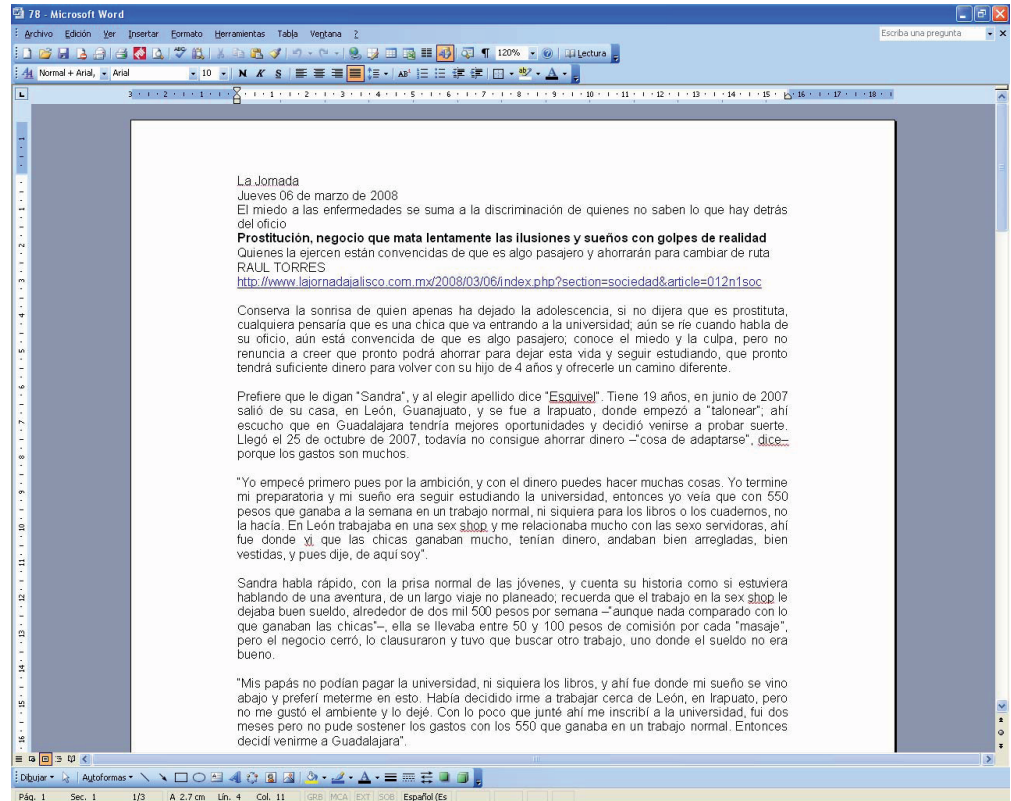 78 - Microsoft Word
Archivo Edición Ver Insertar Formato Herramientas Tabla Ventana ?
Escriba una pregunta
120% Lectura
Normal + Arial, Arial 10 N K S
3 2 1 1 2 3 4 5 6 7 8 9 10 11 12 13 14 15 16 17 18
La Jornada
Jueves 06 de marzo de 2008
El miedo a las enfermedades se suma a la discriminación de quienes no saben lo que hay detrás
del oficio
Prostitución, negocio que mata lentamente las ilusiones y sueños con golpes de realidad
Quienes la ejercen están convencidas de que es algo pasajero y ahorrarán para cambiar de ruta
RAUL TORRES
http://www.lajornadajalisco.com.mx/2008/03/06/index.php?section=sociedad&article=012n1soc
Conserva la sonrisa de quien apenas ha dejado la adolescencia, si no dijera que es prostituta,
cualquiera pensaría que es una chica que va entrando a la universidad; aún se ríe cuando habla de
su oficio, aún está convencida de que es algo pasajero; conoce el miedo y la culpa, pero no
renuncia a creer que pronto podrá ahorrar para dejar esta vida y seguir estudiando, que pronto
tendrá suficiente dinero para volver con su hijo de 4 años y ofrecerle un camino diferente.
Prefiere que le digan "Sandra", y al elegir apellido dice "Esquivel". Tiene 19 años, en junio de 2007
salió de su casa, en León, Guanajuato, y se fue a Irapuato, donde empezó a "talonear"; ahí
escucho que en Guadalajara tendría mejores oportunidades y decidió venirse a probar suerte.
Llegó el 25 de octubre de 2007, todavía no consigue ahorrar dinero –"cosa de adaptarse", dice–
porque los gastos son muchos.
"Yo empecé primero pues por la ambición, y con el dinero puedes hacer muchas cosas. Yo termine
mi preparatoria y mi sueño era seguir estudiando la universidad, entonces yo veía que con 550
pesos que ganaba a la semana en un trabajo normal, ni siquiera para los libros o los cuadernos, no
la hacía. En León trabajaba en una sex shop y me relacionaba mucho con las sexo servidoras, ahí
fue donde vi que las chicas ganaban mucho, tenían dinero, andaban bien arregladas, bien
vestidas, y pues dije, de aquí soy".
Sandra habla rápido, con la prisa normal de las jóvenes, y cuenta su historia como si estuviera
hablando de una aventura, de un largo viaje no planeado; recuerda que el trabajo en la sex shop le
dejaba buen sueldo, alrededor de dos mil 500 pesos por semana –"aunque nada comparado con lo
que ganaban las chicas"–, ella se llevaba entre 50 y 100 pesos de comisión por cada "masaje",
pero el negocio cerró, lo clausuraron y tuvo que buscar otro trabajo, uno donde el sueldo no era
bueno.
"Mis papás no podían pagar la universidad, ni siquiera los libros, y ahí fue donde mi sueño se vino
abajo y preferí meterme en esto. Había decidido irme a trabajar cerca de León, en Irapuato, pero
no me gustó el ambiente y lo dejé. Con lo poco que junté ahí me inscribí a la universidad, fui dos
meses pero no pude sostener los gastos con los 550 que ganaba en un trabajo normal. Entonces
decidí venirme a Guadalajara".
Dibujar Autoformas
Pág. 1 Sec. 1 1/3 A 2.7 cm Lín. 4 Col. 11 GRB MCA EXT SOB Español (Es